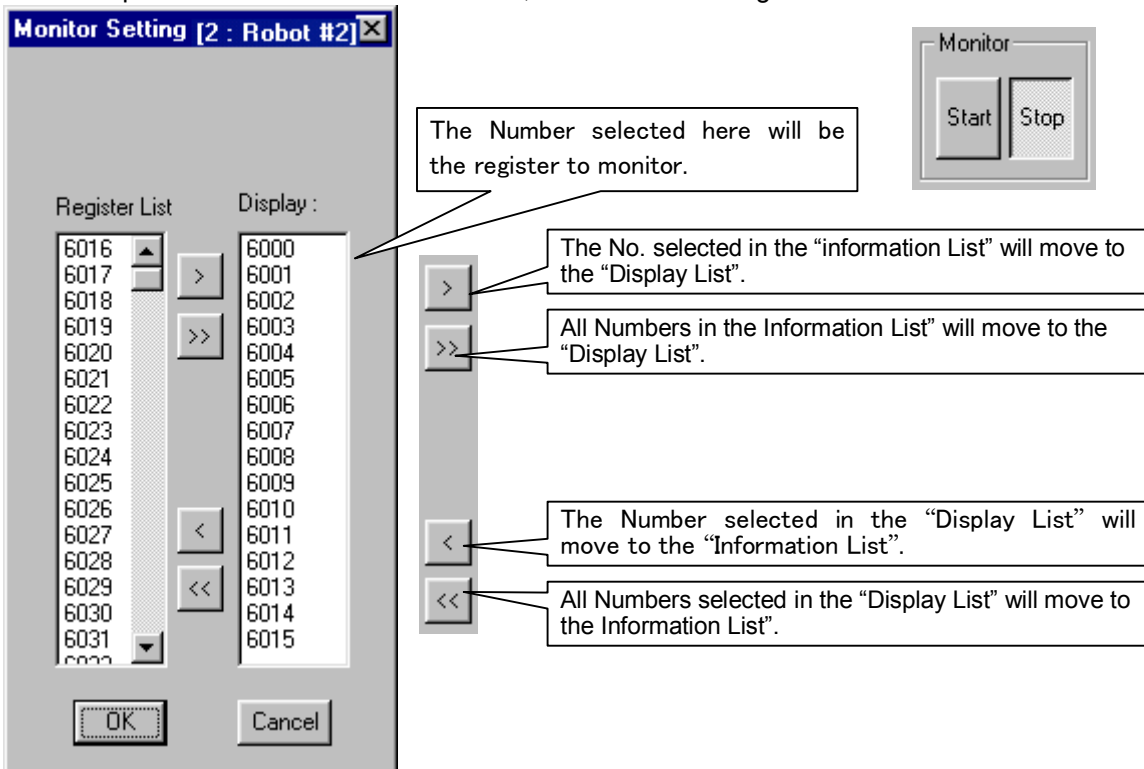 Monitor Setting [2 : Robot #2]
Monitor
Start Stop
The Number selected here will be
the register to monitor.
Register List Display :
6016
6017
6018
6019
6020
6021
6022
6023
6024
6025
6026
6027
6028
6029
6030
6031
>
>>
<
<<
6000
6001
6002
6003
6004
6005
6006
6007
6008
6009
6010
6011
6012
6013
6014
6015
OK Cancel
>
The No. selected in the “information List” will move to
the “Display List”.
>>
All Numbers in the Information List” will move to the
“Display List”.
<
The Number selected in the “Display List” will
move to the “Information List”.
<<
All Numbers selected in the “Display List” will move to
the Information List”.